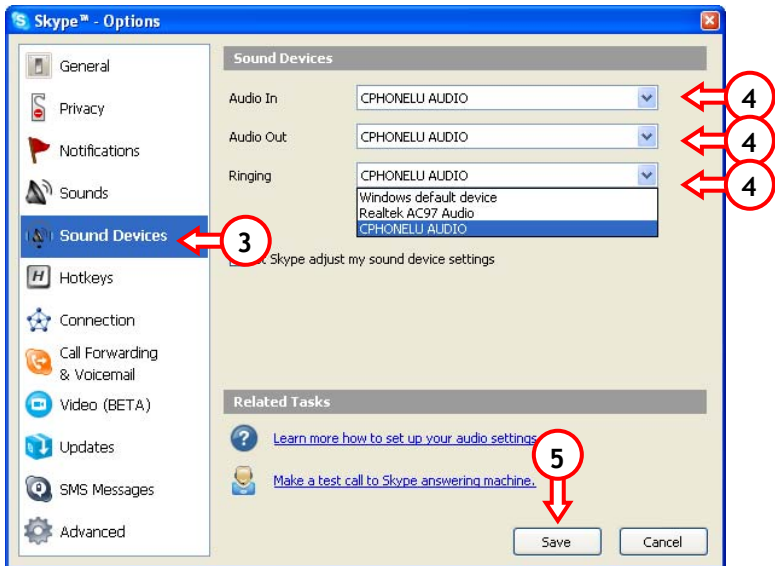 Skype™ - Options
General
Privacy
Notifications
Sounds
Sound Devices
Hotkeys
Connection
Call Forwarding
& Voicemail
Video (BETA)
Updates
SMS Messages
Advanced
Sound Devices
Audio In
CPHONELU AUDIO
4
Audio Out
CPHONELU AUDIO
4
Ringing
CPHONELU AUDIO
4
Windows default device
Realtek AC97 Audio
CPHONELU AUDIO
3
Skype adjust my sound device settings
Related Tasks
Learn more how to set up your audio settings
5
Make a test call to Skype answering machine.
Save
Cancel